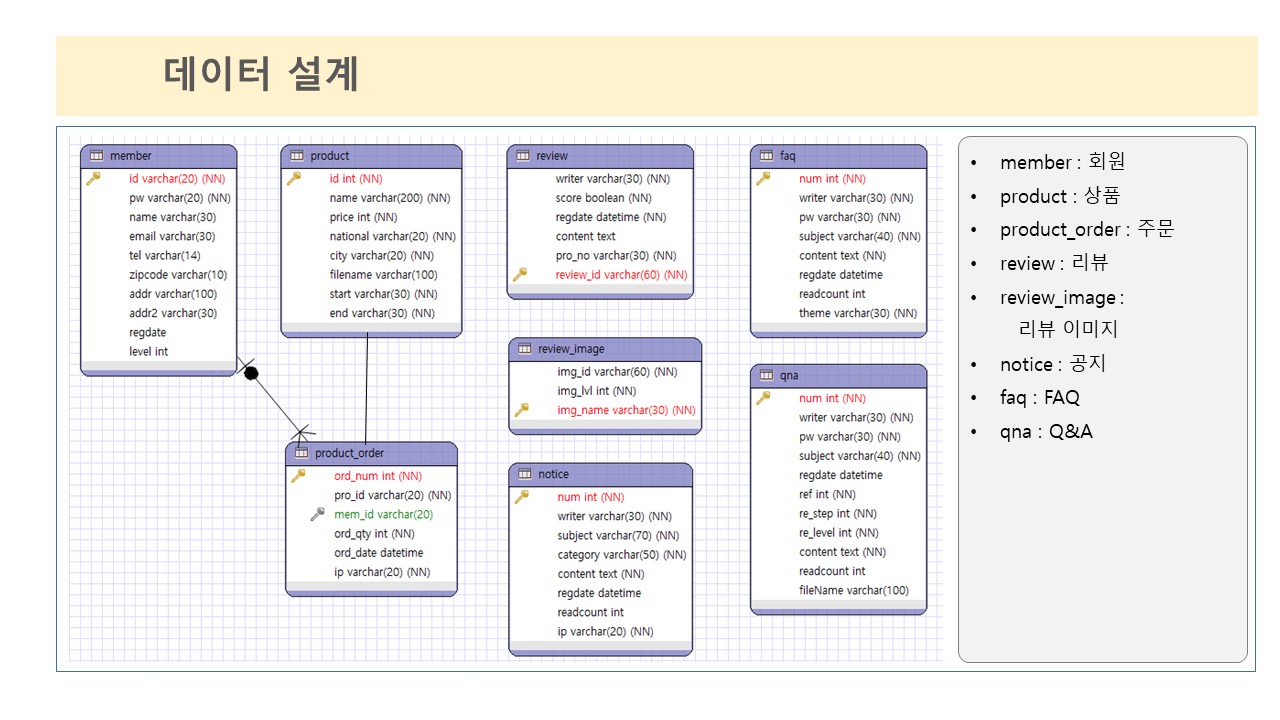 데이터 설계
member
id varchar(20) (NN)
pw varchar(20) (NN)
name varchar(30)
email varchar(30)
tel varchar(14)
zipcode varchar(10)
addr varchar(100)
addr2 varchar(30)
regdate
level int
product
id int (NN)
name varchar(200) (NN)
price int (NN)
national varchar(20) (NN)
city varchar(20) (NN)
filename varchar(100)
start varchar(30) (NN)
end varchar(30) (NN)
product_order
ord_num int (NN)
pro_id varchar(20) (NN)
mem_id varchar(20)
ord_qty int (NN)
ord_date datetime
ip varchar(20) (NN)
review
writer varchar(30) (NN)
score boolean (NN)
regdate datetime (NN)
content text
pro_no varchar(30) (NN)
review_id varchar(60) (NN)
review_image
img_id varchar(60) (NN)
img_lvl int (NN)
img_name varchar(30) (NN)
notice
num int (NN)
writer varchar(30) (NN)
subject varchar(70) (NN)
category varchar(50) (NN)
content text (NN)
regdate datetime
readcount int
ip varchar(20) (NN)
faq
num int (NN)
writer varchar(30) (NN)
pw varchar(30) (NN)
subject varchar(40) (NN)
content text (NN)
regdate datetime
readcount int
theme varchar(30) (NN)
qna
num int (NN)
writer varchar(30) (NN)
pw varchar(30) (NN)
subject varchar(40) (NN)
regdate datetime
ref int (NN)
re_step int (NN)
re_level int (NN)
content text (NN)
readcount int
fileName varchar(100)
• member : 회원
• product : 상품
• product_order : 주문
• review : 리뷰
• review_image :
리뷰 이미지
• notice : 공지
• faq : FAQ
• qna : Q&A